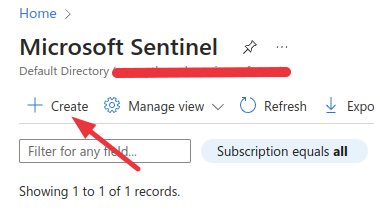 Home
Microsoft Sentinel
Default Directory
Create Manage view Refresh
Filter for any field... Subscription equals all
Showing 1 to 1 of 1 records.